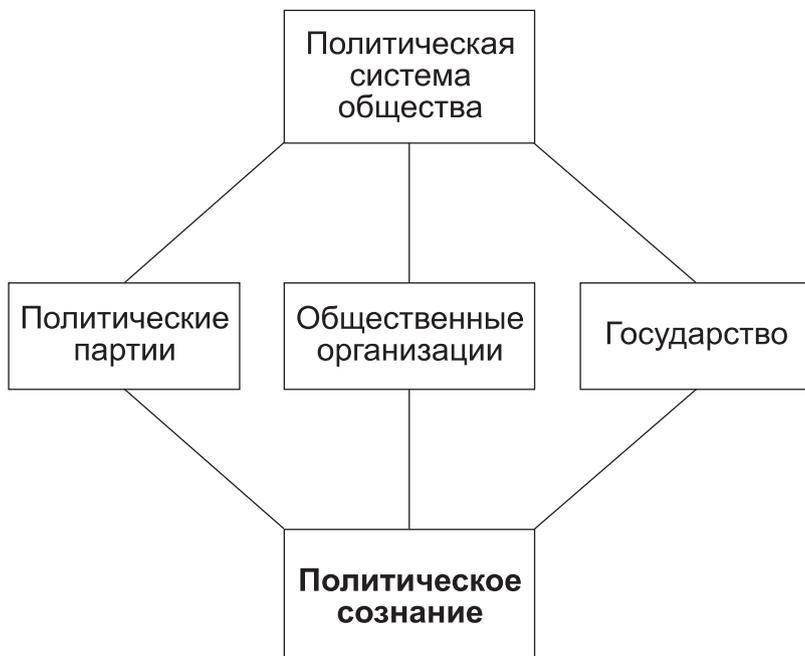 Политическая
система
общества
Политические
партии
Общественные
организации
Государство
Политическое
сознание